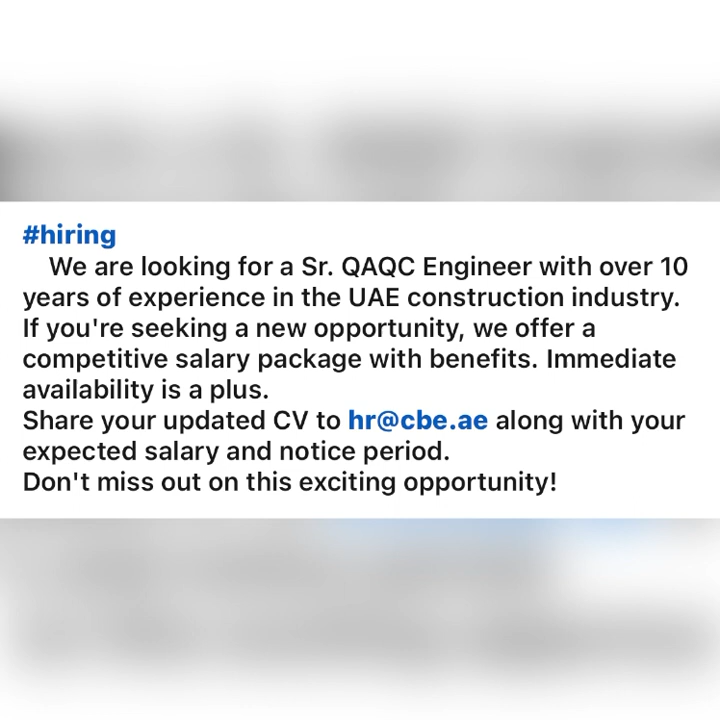 #hiring
We are looking for a Sr. QAQC Engineer with over 10
years of experience in the UAE construction industry.
If you're seeking a new opportunity, we offer a
competitive salary package with benefits. Immediate
availability is a plus.
Share your updated CV to hr@cbe.ae along with your
expected salary and notice period.
Don't miss out on this exciting opportunity!